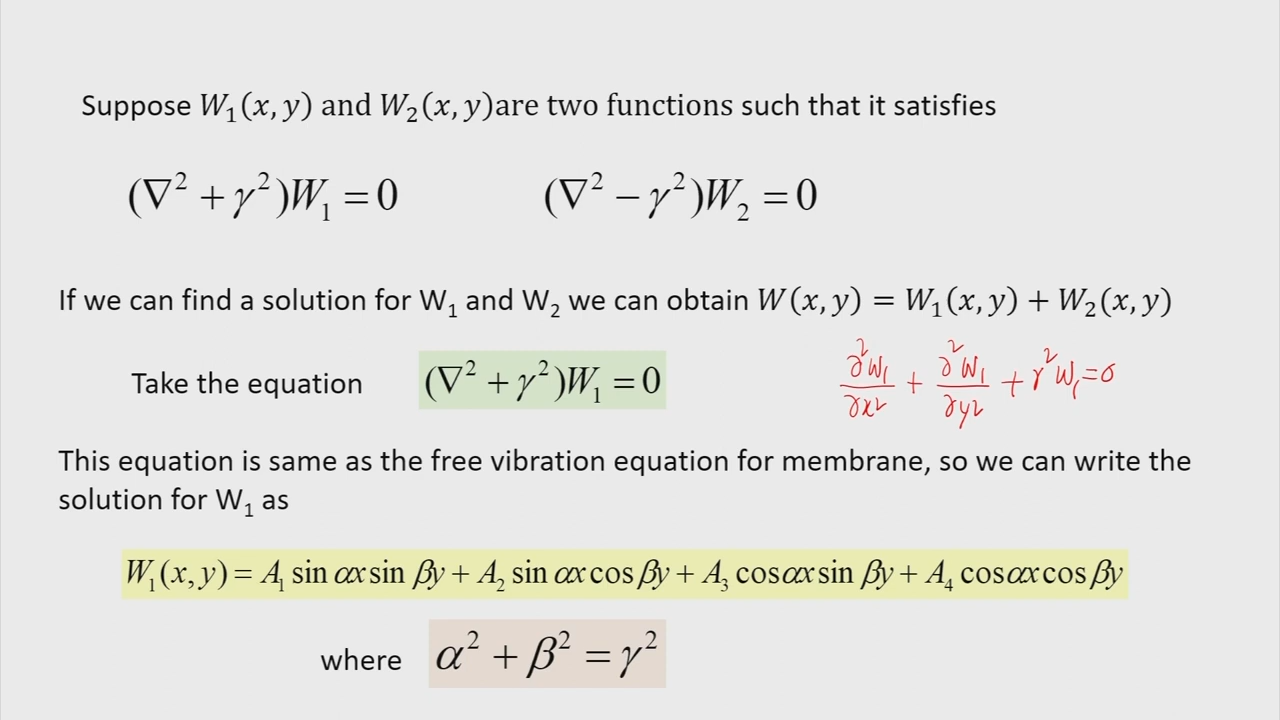 Suppose W₁(x, y) and W₂(x, y)are two functions such that it satisfies
(∇² + γ²)W₁ = 0 (∇² − γ²)W₂ = 0
If we can find a solution for W₁ and W₂ we can obtain W(x, y) = W₁(x, y) + W₂(x, y)
Take the equation (∇² + γ²)W₁ = 0 ∂²W₁/∂x² + ∂²W₁/∂y² + γ²W₁=0
This equation is same as the free vibration equation for membrane, so we can write the
solution for W₁ as
W₁(x, y) = A₁ sin αx sin βy + A₂ sin αx cos βy + A₃ cos αx sin βy + A₄ cos αx cos βy
where α² + β² = γ²